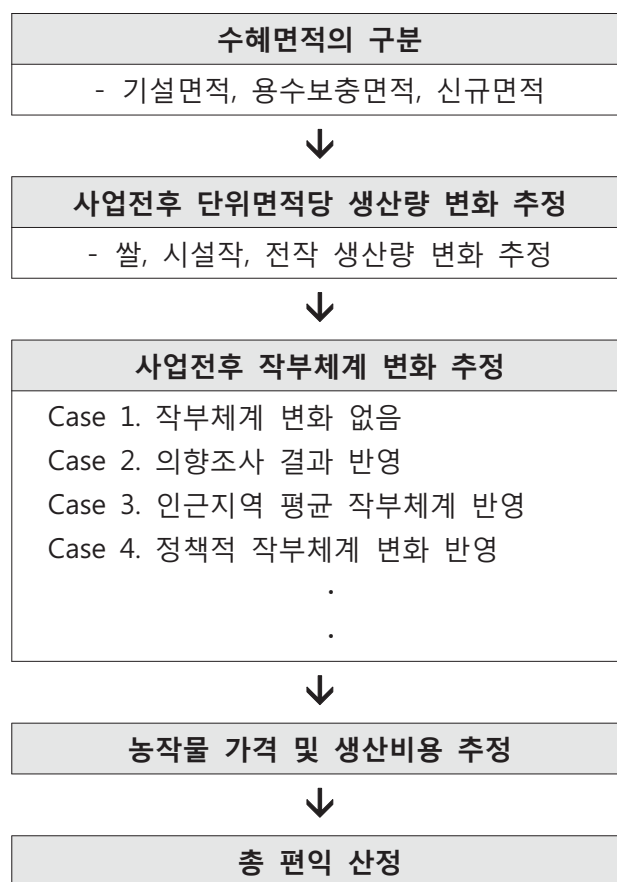 수혜면적의 구분
- 기설면적, 용수보충면적, 신규면적
↓
사업전후 단위면적당 생산량 변화 추정
- 쌀, 시설작, 전작 생산량 변화 추정
↓
사업전후 작부체계 변화 추정
Case 1. 작부체계 변화 없음
Case 2. 의향조사 결과 반영
Case 3. 인근지역 평균 작부체계 반영
Case 4. 정책적 작부체계 변화 반영
.
.
↓
농작물 가격 및 생산비용 추정
↓
총 편익 산정